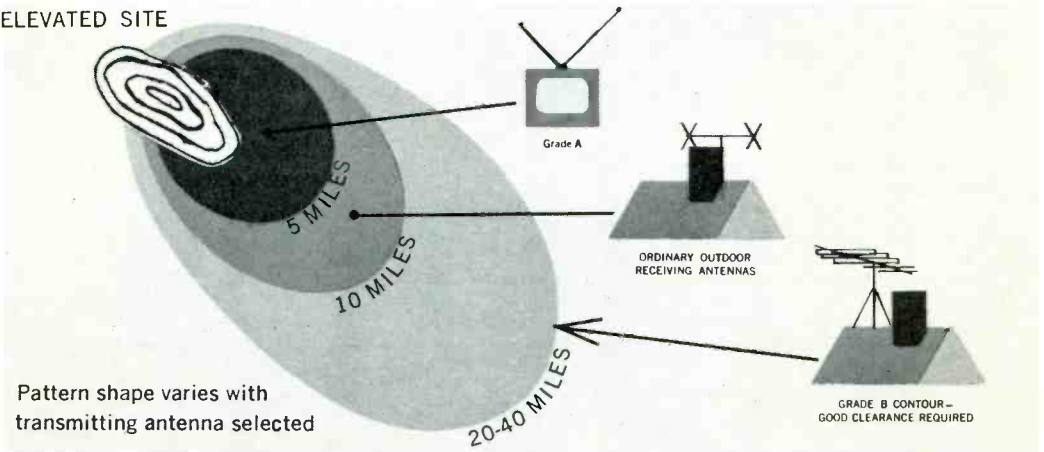 ELEVATED SITE
Grade A
5 MILES
ORDINARY OUTDOOR
RECEIVING ANTENNAS
10 MILES
20-40 MILES
GRADE B CONTOUR-
GOOD CLEARANCE REQUIRED
Pattern shape varies with
transmitting antenna selected